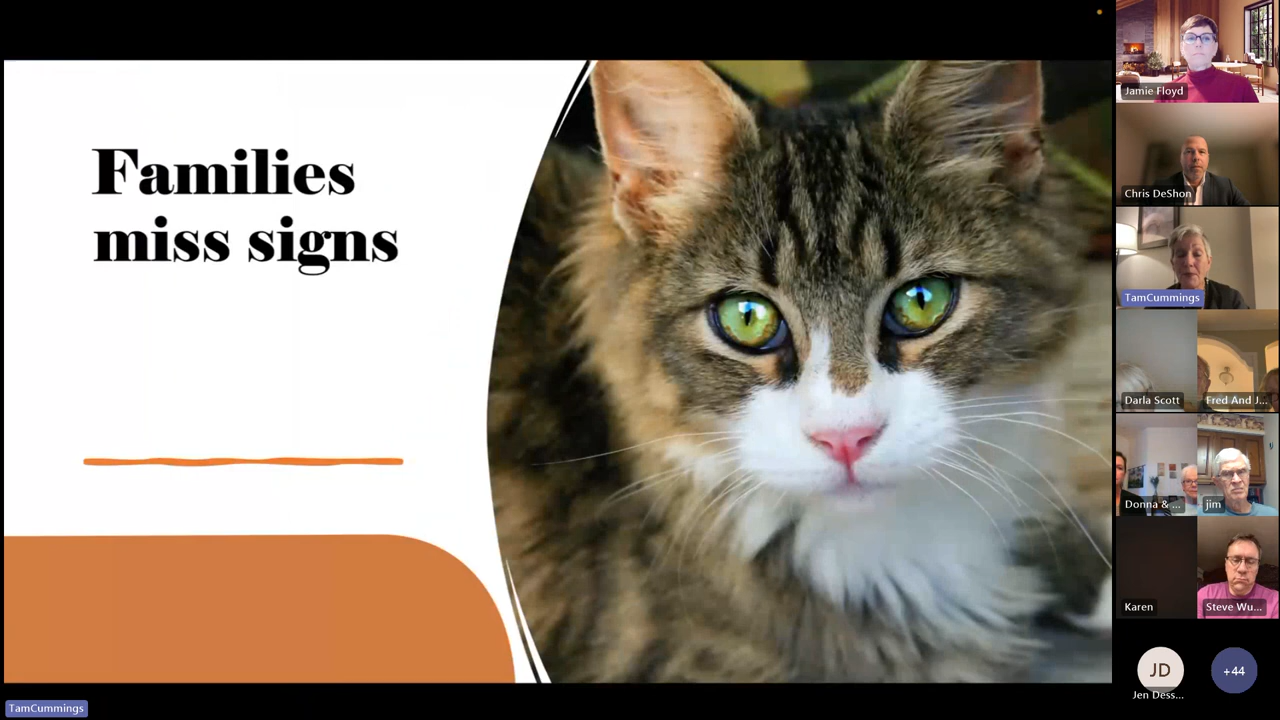 Families
miss signs
Jamie Floyd
Chris DeShon
TamCummings
Darla Scott
Fred And J...
Donna & ...
jim
Karen
Steve Wu...
JD
Jen Dess...
+44
TamCummings